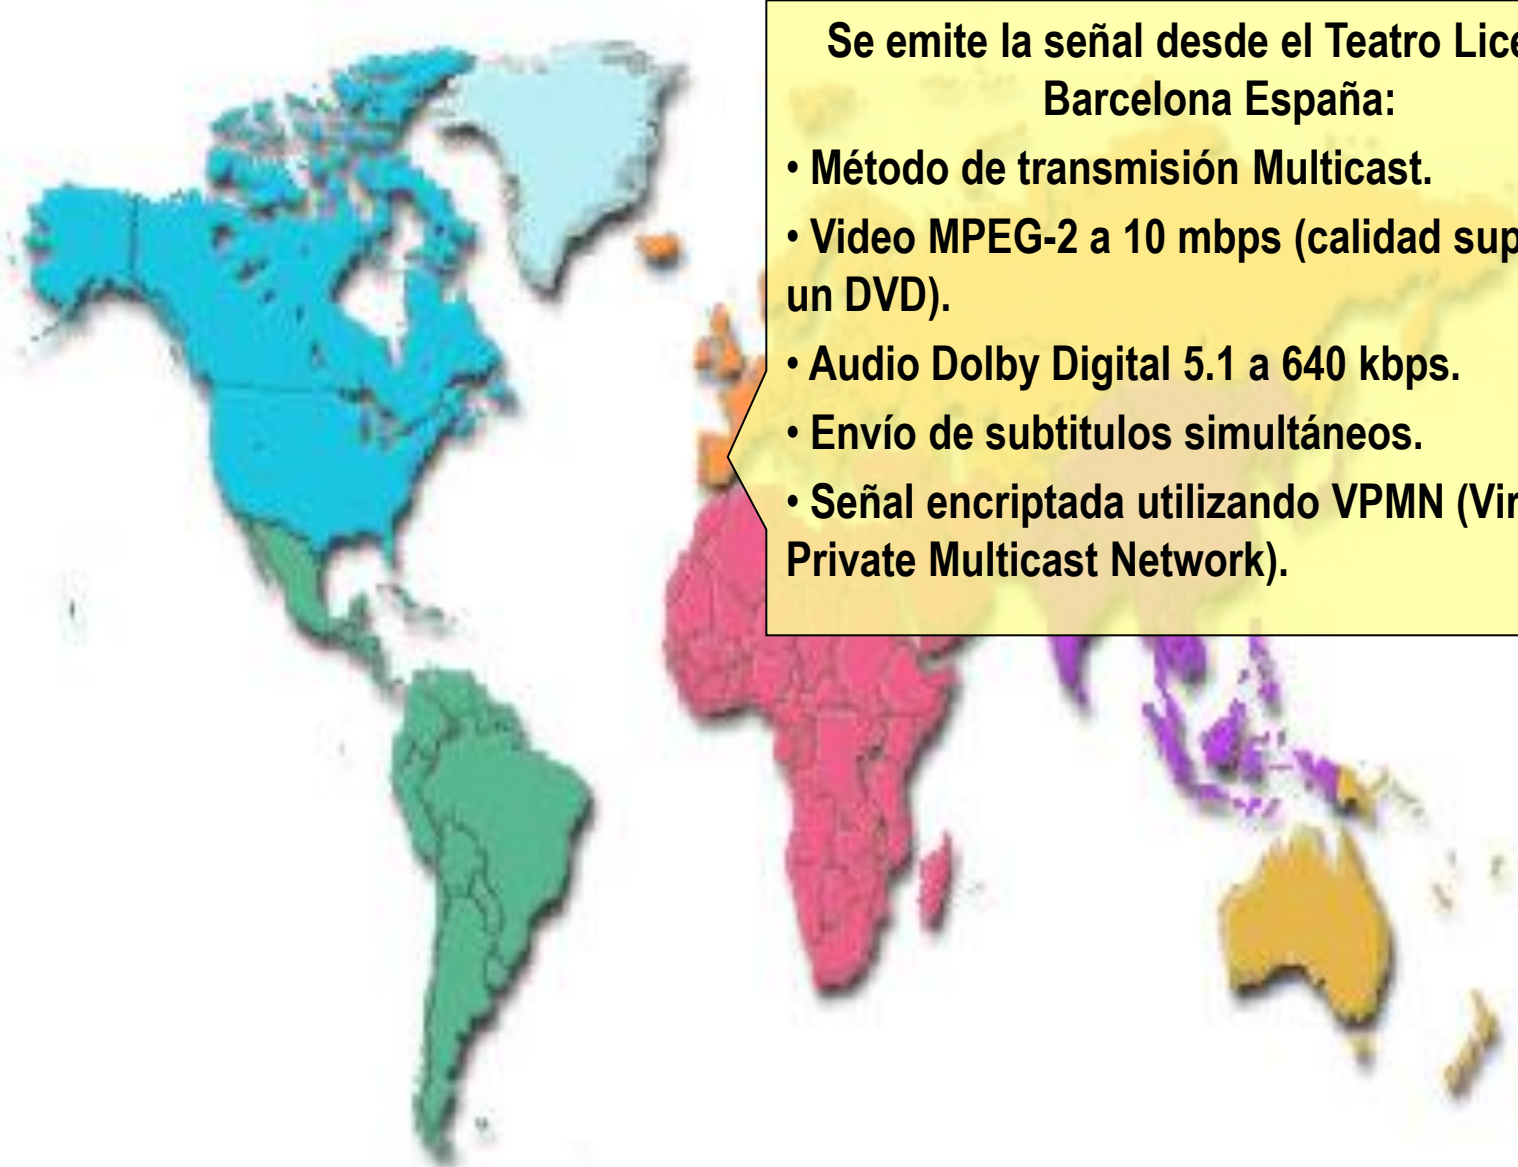 Se emite la señal desde el Teatro Lice
Barcelona España:
• Método de transmisión Multicast.
• Video MPEG-2 a 10 mbps (calidad sup
un DVD).
• Audio Dolby Digital 5.1 a 640 kbps.
• Envío de subtitulos simultáneos.
• Señal encriptada utilizando VPMN (Vir
Private Multicast Network).